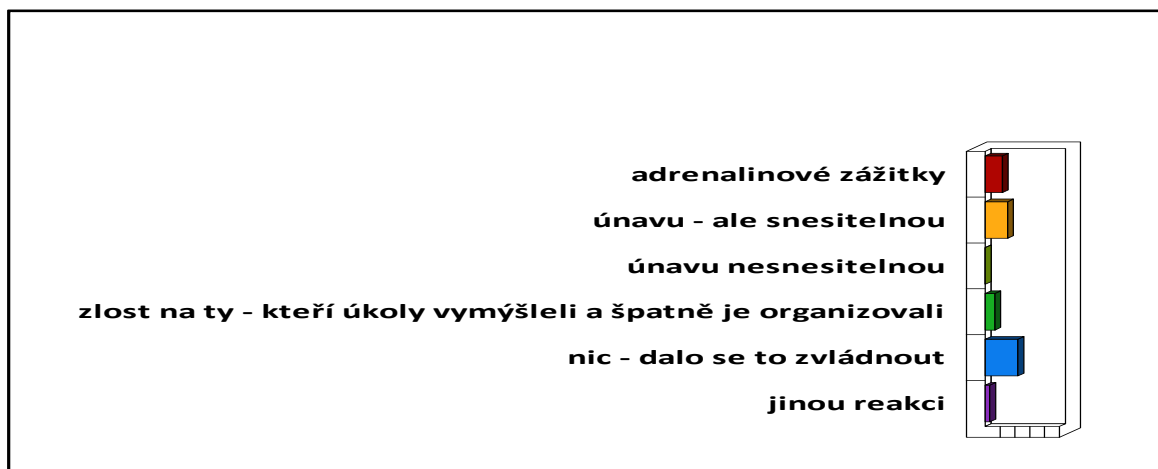 adrenalinové zážitky
únavu - ale snesitelnou
únavu nesnesitelnou
zlost na ty - kteří úkoly vymýšleli a špatně je organizovali
nic - dalo se to zvládnout
jinou reakci